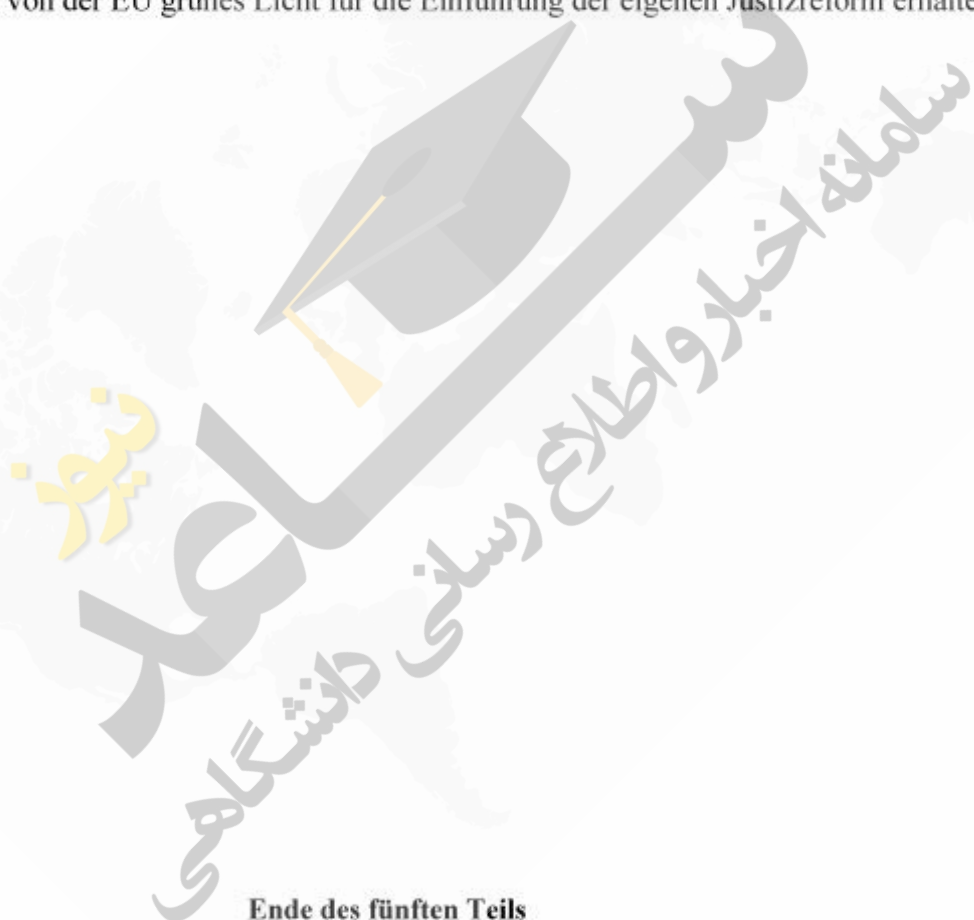 von der EU grünes Licht für die Einführung der eigenen Justizreform erhalte
ساعد
نیوز
سامانه اخبار و اطلاع رسانی دانشگاهی
Ende des fünften Teils